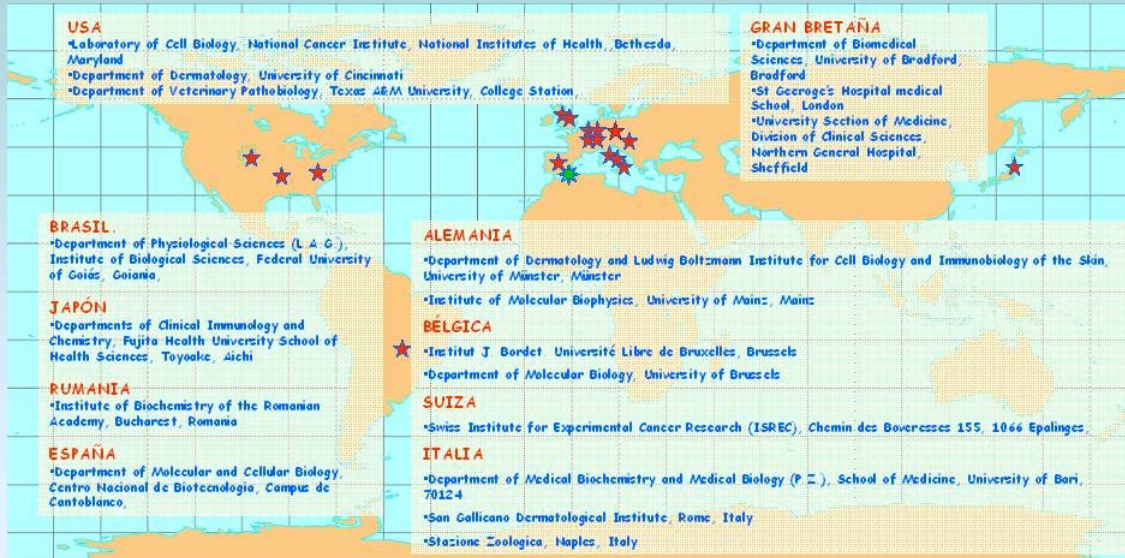 USA
•Laboratory of Cell Biology, National Cancer Institute, National Institutes of Health, Bethesda,
Maryland
•Department of Dermatology, University of Cincinnati
•Department of Veterinary Pathobiology, Texas A&M University, College Station,
GRAN BRETAÑA
•Department of Biomedical
Sciences, University of Bradford,
Bradford
•St Geeroge's Hospital medical
School, London
•University Section of Medicine,
Division of Clinical Sciences,
Northern General Hospital,
Sheffield
BRASIL.
•Department of Physiological Sciences (L.A.G.),
Institute of Biological Sciences, Federal University
of Goiás, Goiania,
JAPÓN
•Departments of Clinical Immunology and
Chemistry, Fujita Health University School of
Health Sciences, Toyoake, Aichi
RUMANIA
•Institute of Biochemistry of the Romanian
Academy, Bucharest, Romania
ESPAÑA
•Department of Molecular and Cellular Biology,
Centro Nacional de Biotecnologia, Campus de
Cantoblanco,
ALEMANIA
•Department of Dermatology and Ludwig Boltzmann Institute for Cell Biology and Immunobiology of the Skin,
University of Münster, Münster
•Institute of Molecular Biophysics, University of Mainz, Mainz
BÉLGICA
•Institut J. Bordet. Université Libre de Bruxelles, Brussels
•Department of Molecular Biology, University of Brussels
SUIZA
•Swiss Institute for Experimental Cancer Research (ISREC), Chemin des Boveresses 155, 1066 Epalinges,
ITALIA
•Department of Medical Biochemistry and Medical Biology (P.Z.), School of Medicine, University of Bari,
70124
•San Gallicano Dermatological Institute, Rome, Italy
•Stazione Zoologica, Naples, Italy